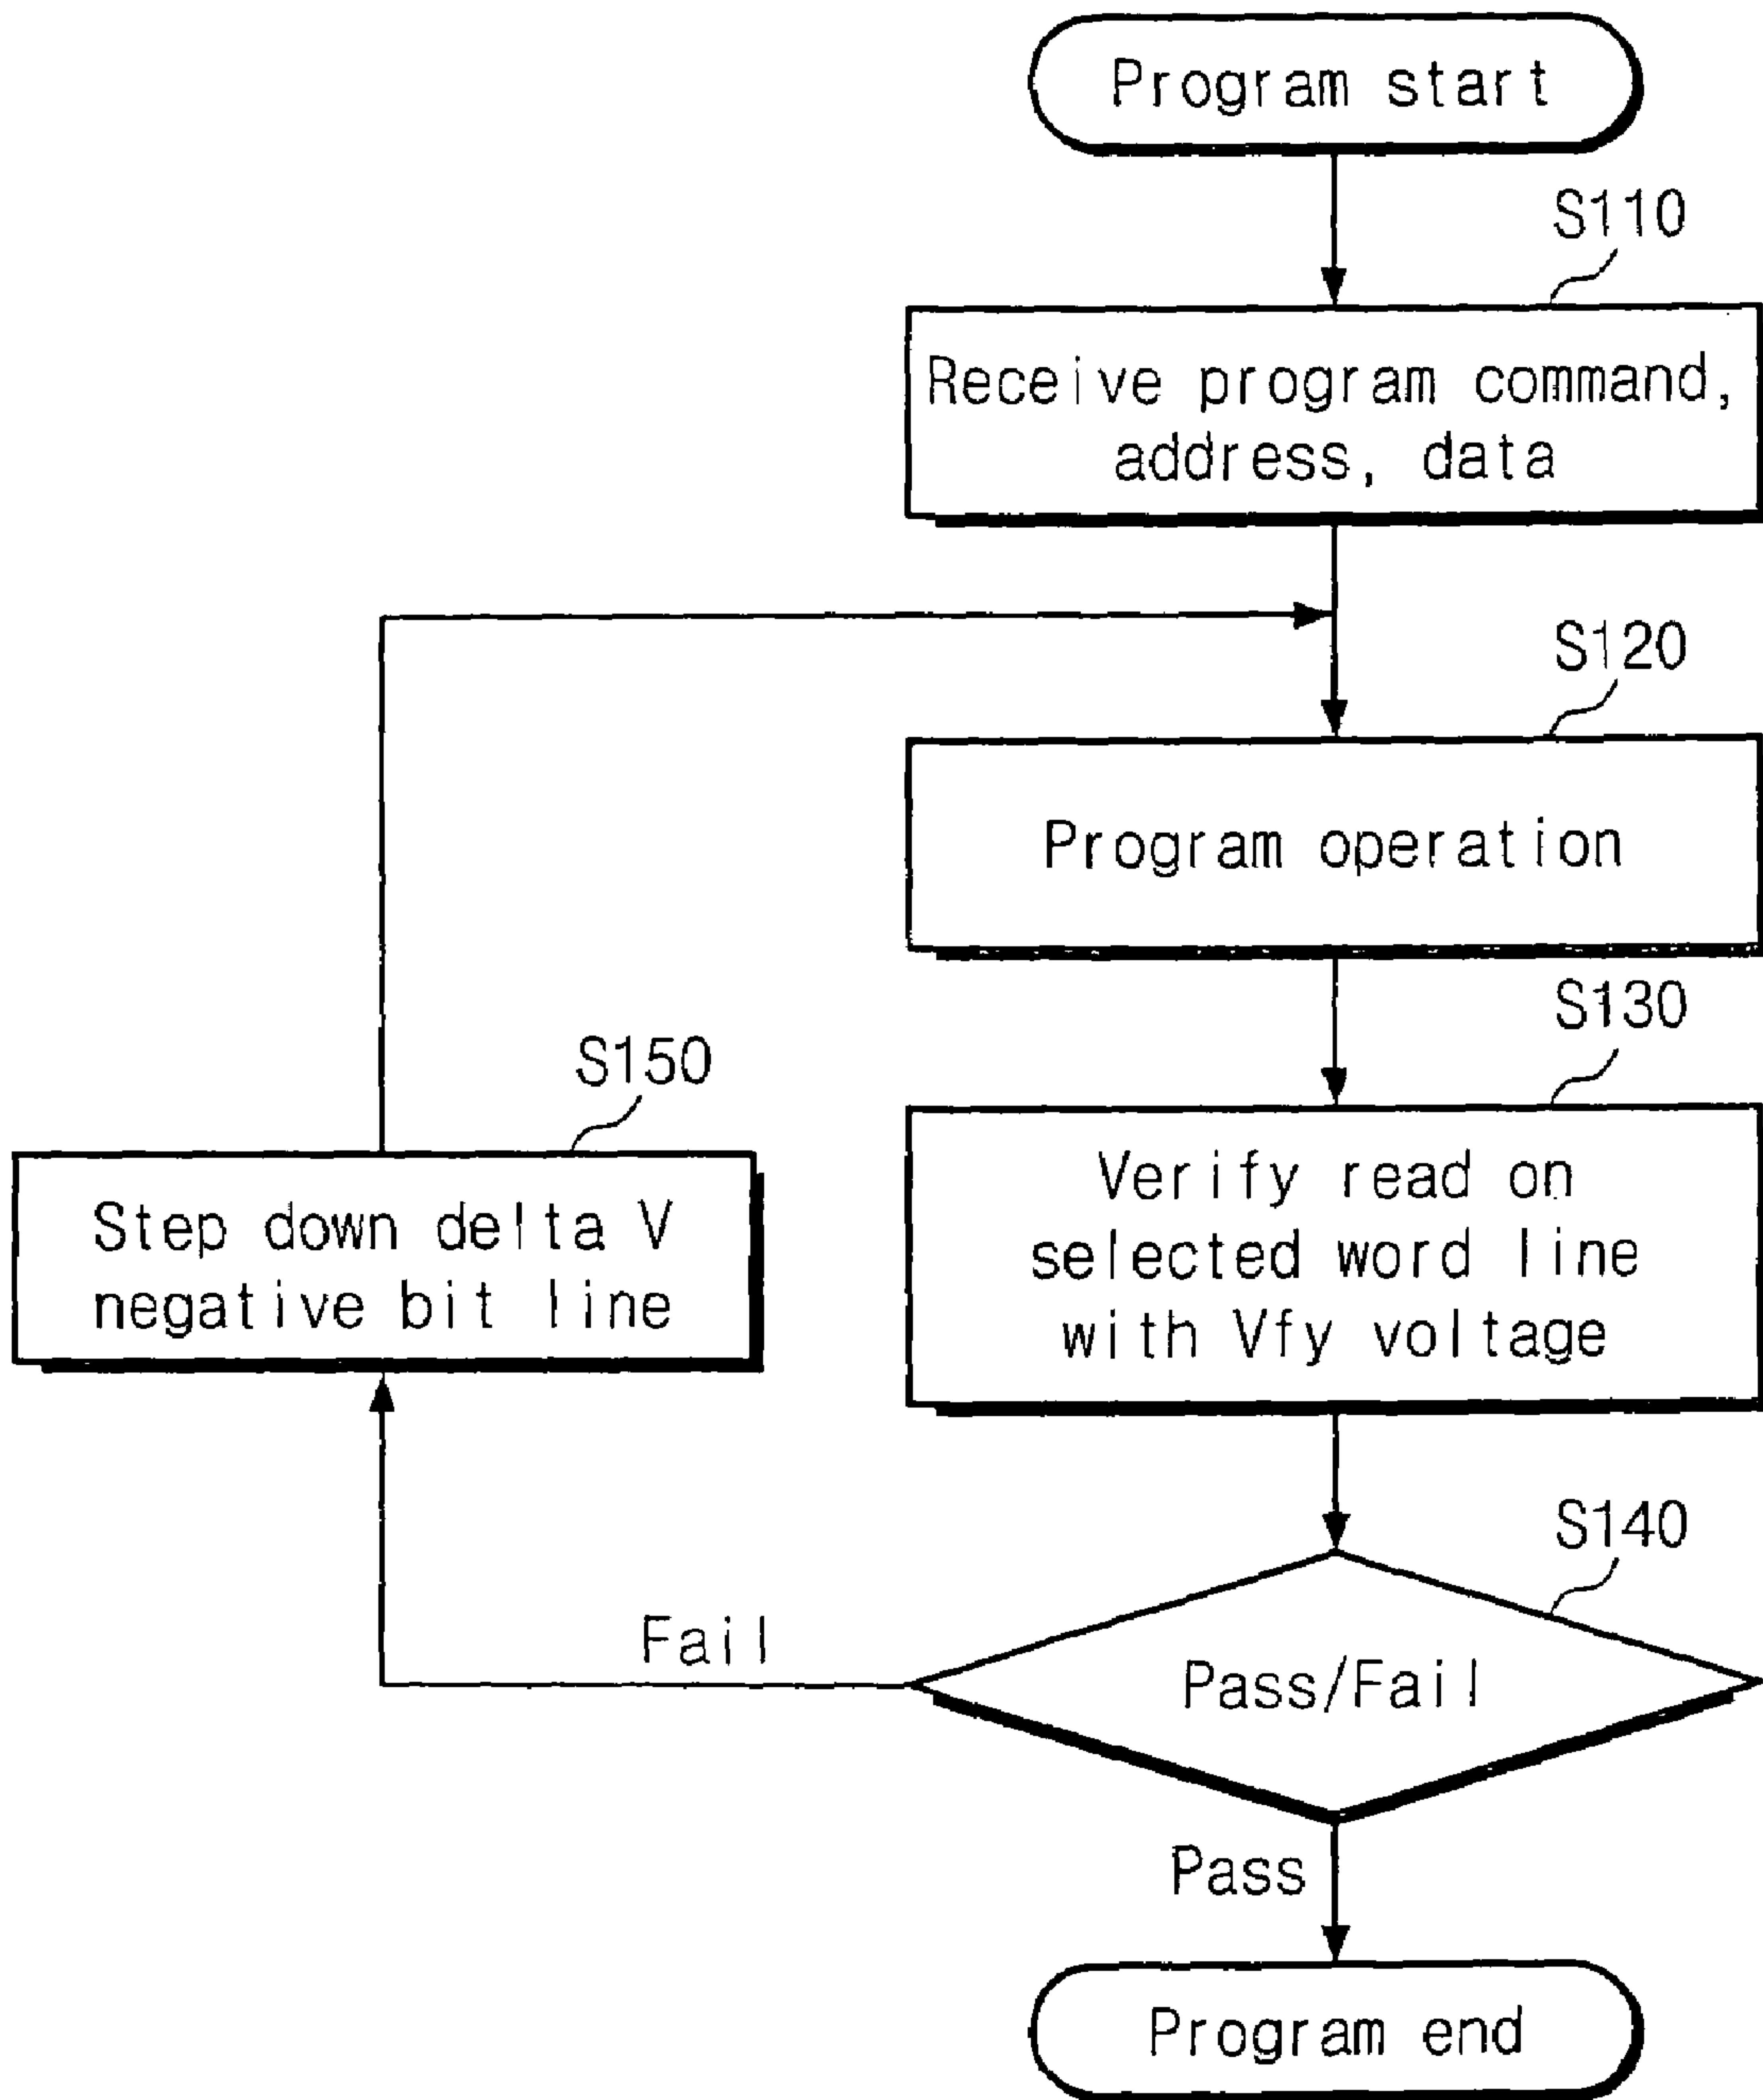 Program start
S110
Receive program command,
address, data
S120
Program operation
S130
Verify read on
selected word line
with Vfy voltage
S150
Step down delta V
negative bit line
S140
Pass/Fail
Fail
Pass
Program end